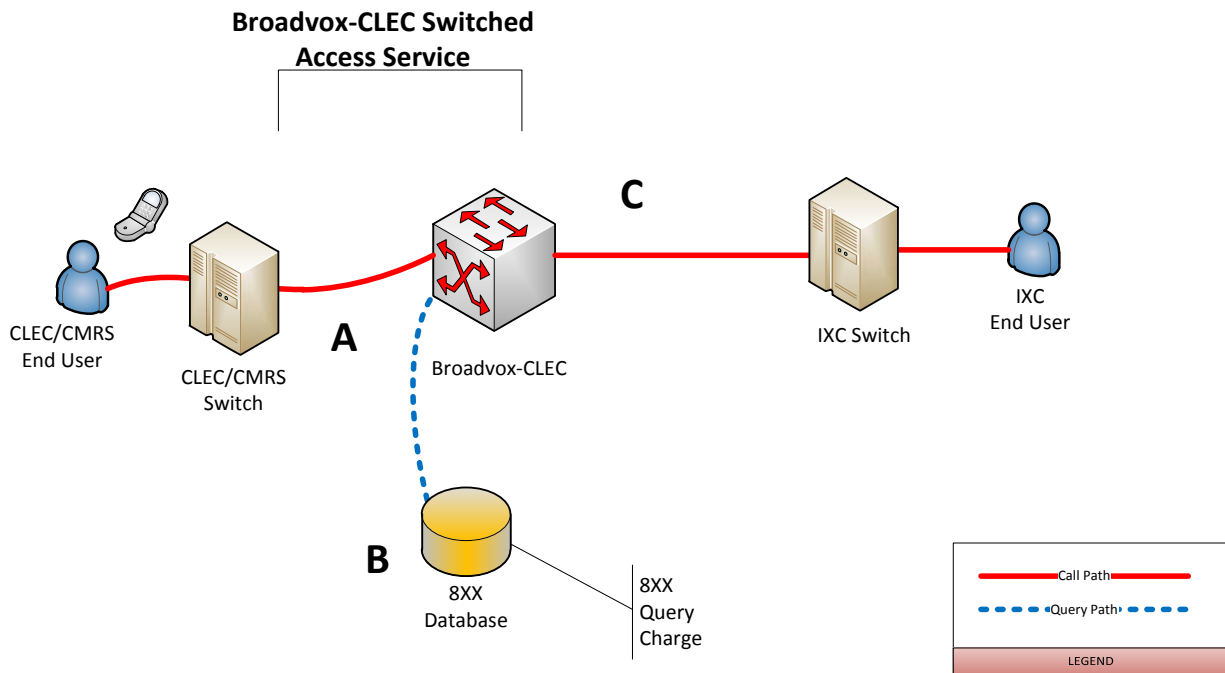 Broadvox-CLEC Switched
Access Service
C
CLEC/CMRS
End User
CLEC/CMRS
Switch
A
Broadvox-CLEC
IXC Switch
IXC
End User
B
8XX
Database
8XX
Query
Charge
Call Path
Query Path
LEGEND